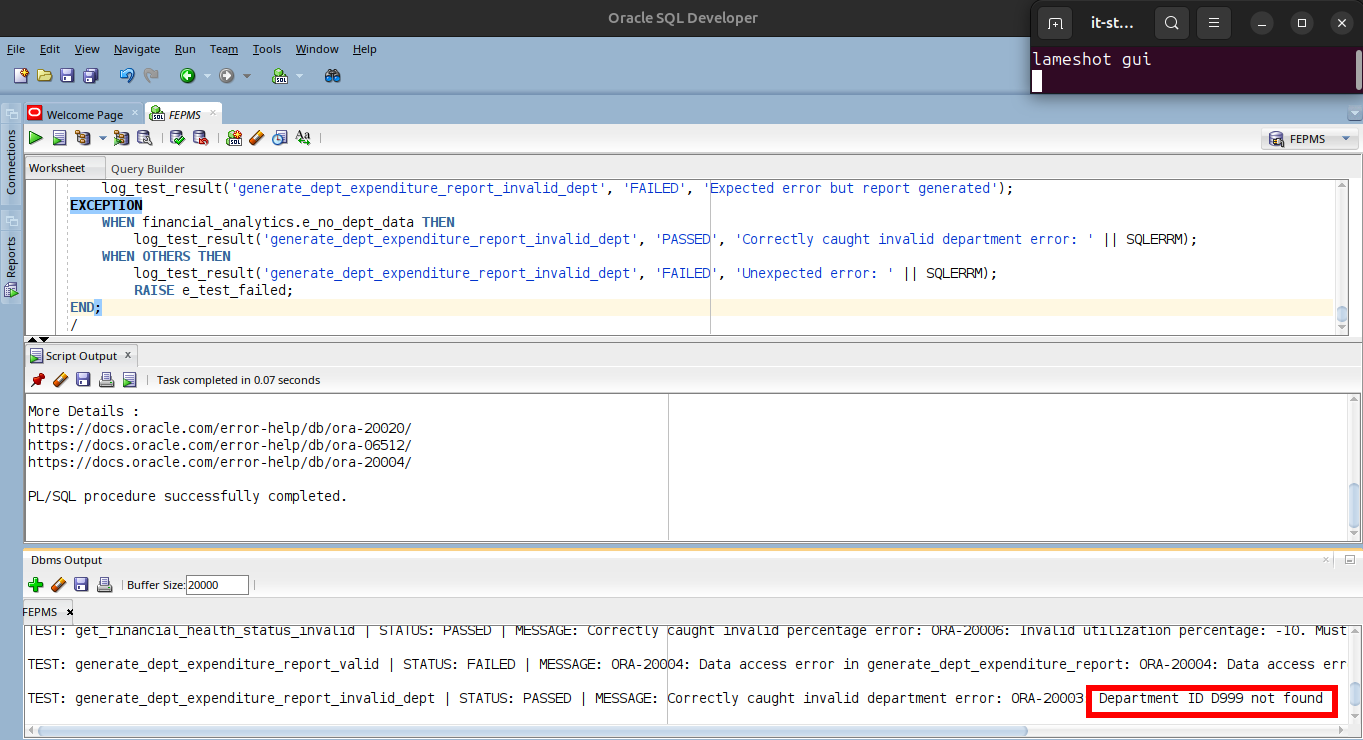 Oracle SQL Developer
it-st...
lameshot gui
File Edit View Navigate Run Team Tools Window Help
Connections
Reports
Welcome Page
FEPMS
FEPMS
Worksheet Query Builder
log_test_result('generate_dept_expenditure_report_invalid_dept', 'FAILED', 'Expected error but report generated');
EXCEPTION
WHEN financial_analytics.e_no_dept_data THEN
log_test_result('generate_dept_expenditure_report_invalid_dept', 'PASSED', 'Correctly caught invalid department error: ' || SQLERRM);
WHEN OTHERS THEN
log_test_result('generate_dept_expenditure_report_invalid_dept', 'FAILED', 'Unexpected error: ' || SQLERRM);
RAISE e_test_failed;
END;
/
Script Output
Task completed in 0.07 seconds
More Details :
https://docs.oracle.com/error-help/db/ora-20020/
https://docs.oracle.com/error-help/db/ora-06512/
https://docs.oracle.com/error-help/db/ora-20004/
PL/SQL procedure successfully completed.
Dbms Output
Buffer Size: 20000
FEPMS
TEST: get_financial_health_status_invalid | STATUS: PASSED | MESSAGE: Correctly caught invalid percentage error: ORA-20006: Invalid utilization percentage: -10. Must
TEST: generate_dept_expenditure_report_valid | STATUS: FAILED | MESSAGE: ORA-20004: Data access error in generate_dept_expenditure_report: ORA-20004: Data access err
TEST: generate_dept_expenditure_report_invalid_dept | STATUS: PASSED | MESSAGE: Correctly caught invalid department error: ORA-20003 Department ID D999 not found